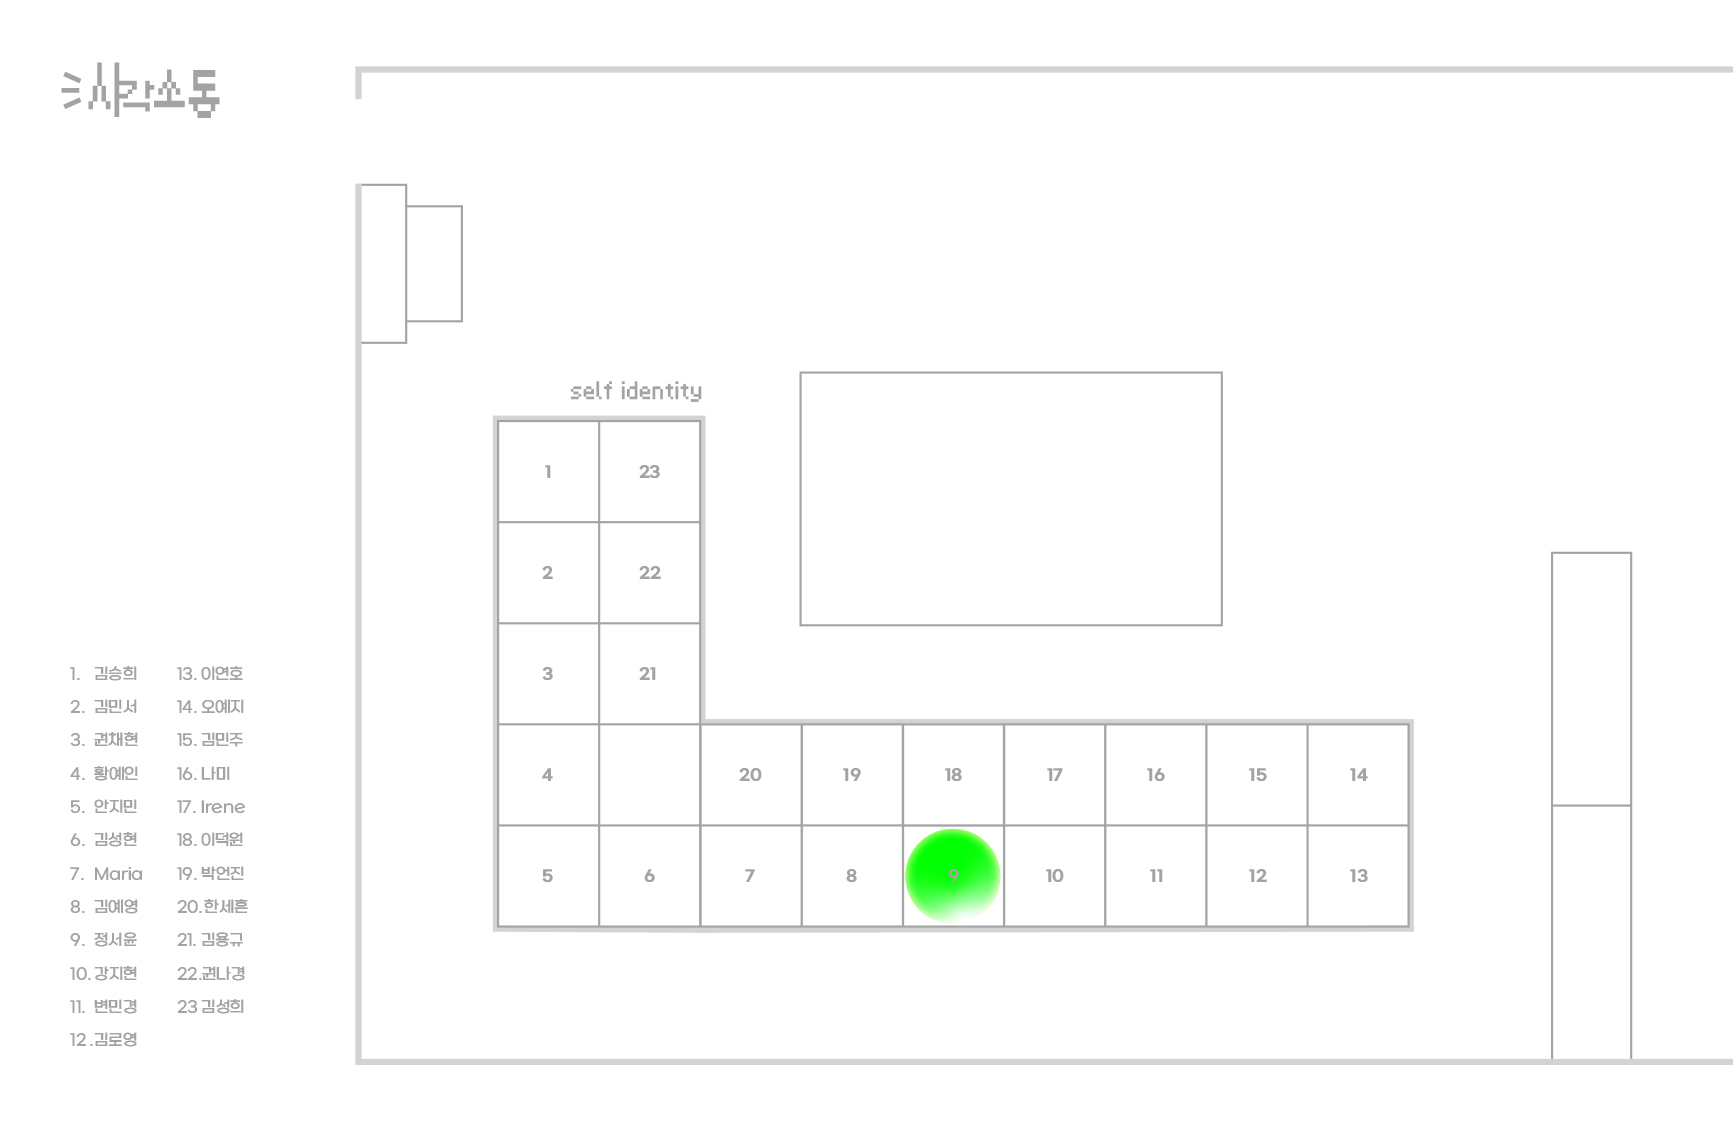 사각소동
self identity
1 23
2 22
3 21
4 20 19 18 17 16 15 14
5 6 7 8 9 10 11 12 13
1. 김승희
2. 김민서
3. 권채현
4. 황예인
5. 안지민
6. 김성현
7. Maria
8. 김예영
9. 정서윤
10. 강지현
11. 변민경
12 .김로영
13. 이연호
14. 오예지
15. 김민주
16. 나미
17. Irene
18. 이덕원
19. 박언진
20. 한세흔
21. 김용규
22.권나경
23 김성희